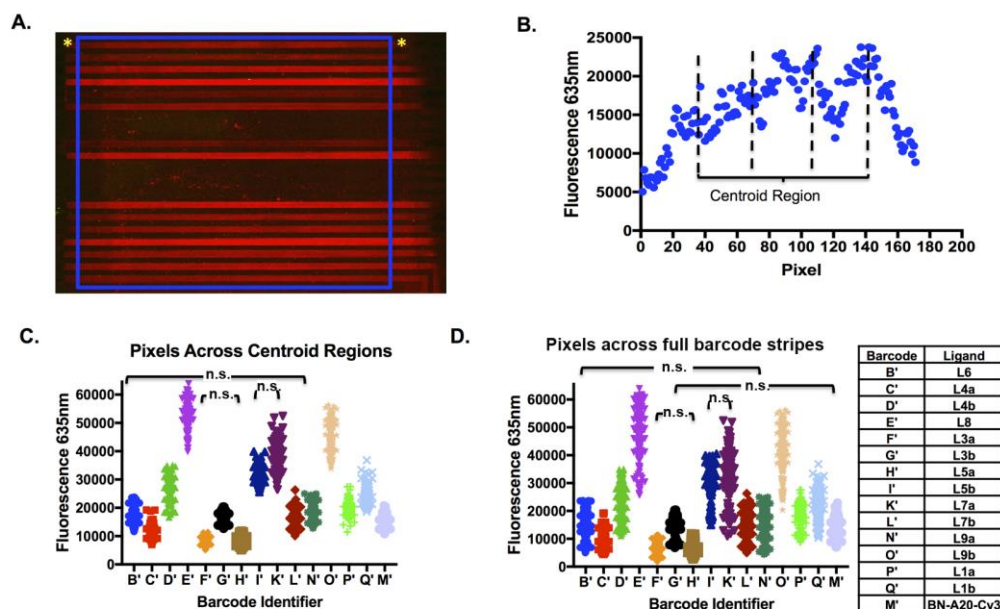 A.
*
*
B.
Fluorescence 635nm
25000
20000
15000
10000
5000
0
Centroid Region
0 20 40 60 80 100 120 140 160 180 200
Pixel
C.
Pixels Across Centroid Regions
n.s.
n.s.
n.s
Fluorescence 635nm
60000
50000
40000
30000
20000
10000
0
B' C' D' E' F' G' H' I' K' L' N' O' P' Q' M'
Barcode Identifier
D.
Pixels across full barcode stripes
n.s.
n.s.
n.s.
n.s.
Fluorescence 635nm
60000
50000
40000
30000
20000
10000
0
B' C' D' E' F' G' H' I' K' L' N' O' P' Q' M'
Barcode Identifier
Barcode Ligand
B' L6
C' L4a
D' L4b
E' L8
F' L3a
G' L3b
H' L5a
I' L5b
K' L7a
L' L7b
N' L9a
O' L9b
P' L1a
Q' L1b
M' BN-A20-Cy3